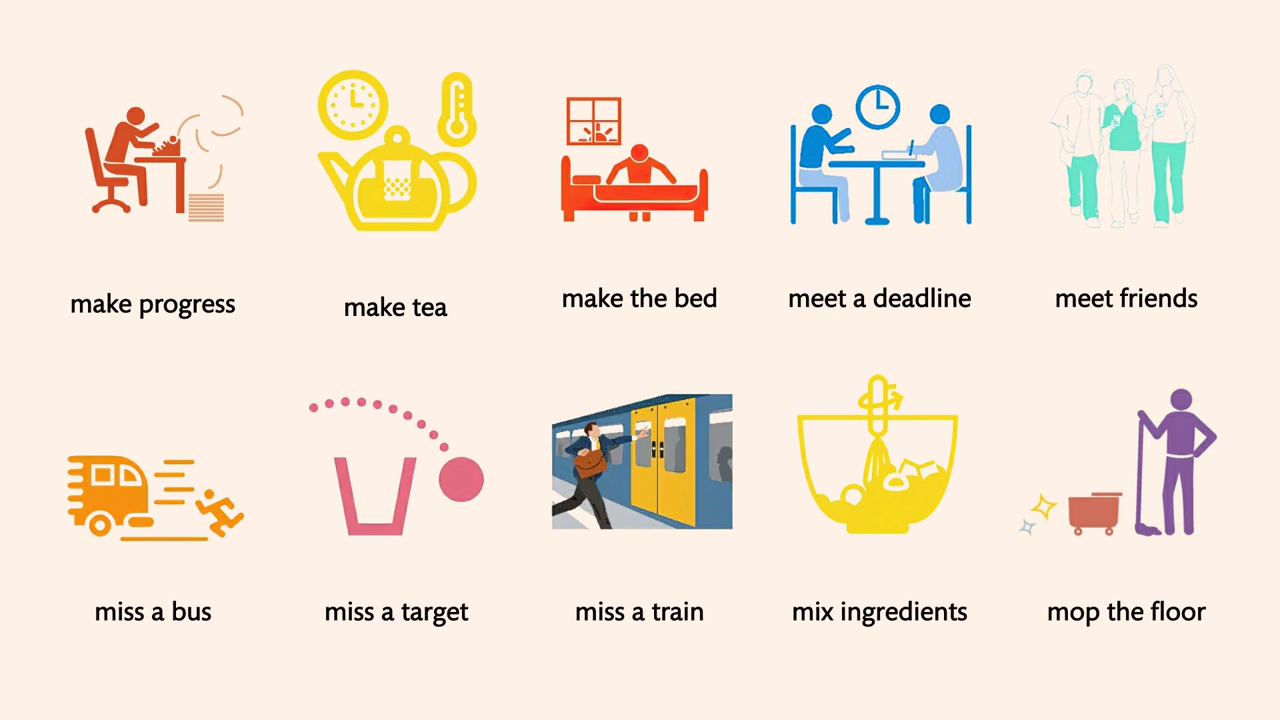 make progress
make tea
make the bed
meet a deadline
meet friends
miss a bus
miss a target
miss a train
mix ingredients
mop the floor